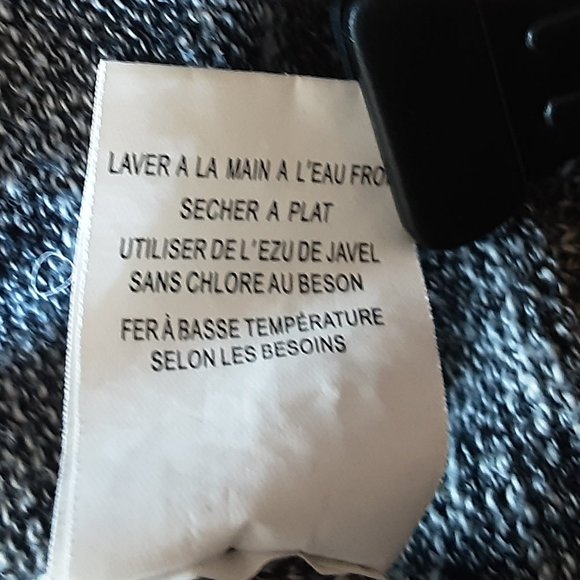 LAVER A LA MAIN A L'EAU
SECHER A PLAT
UTILISER DE L'EZU DE JAVEL
SANS CHLORE AU BESON
FER À BASSE TEMPÉRATURE
SELON LES BESOINS